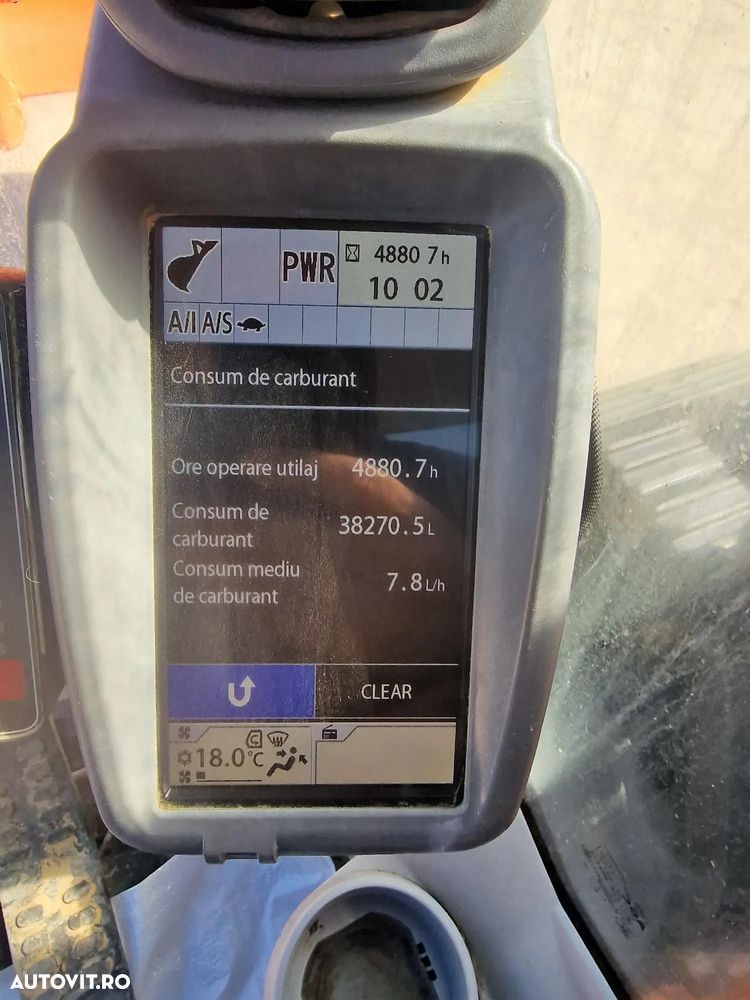 PWR
4880 7h
10 02
A/I A/S
Consum de carburant
Ore operare utilaj 4880.7h
Consum de
carburant 38270.5L
Consum mediu
de carburant 7.8L/h
CLEAR
18.0°C
AUTOVIT.RO